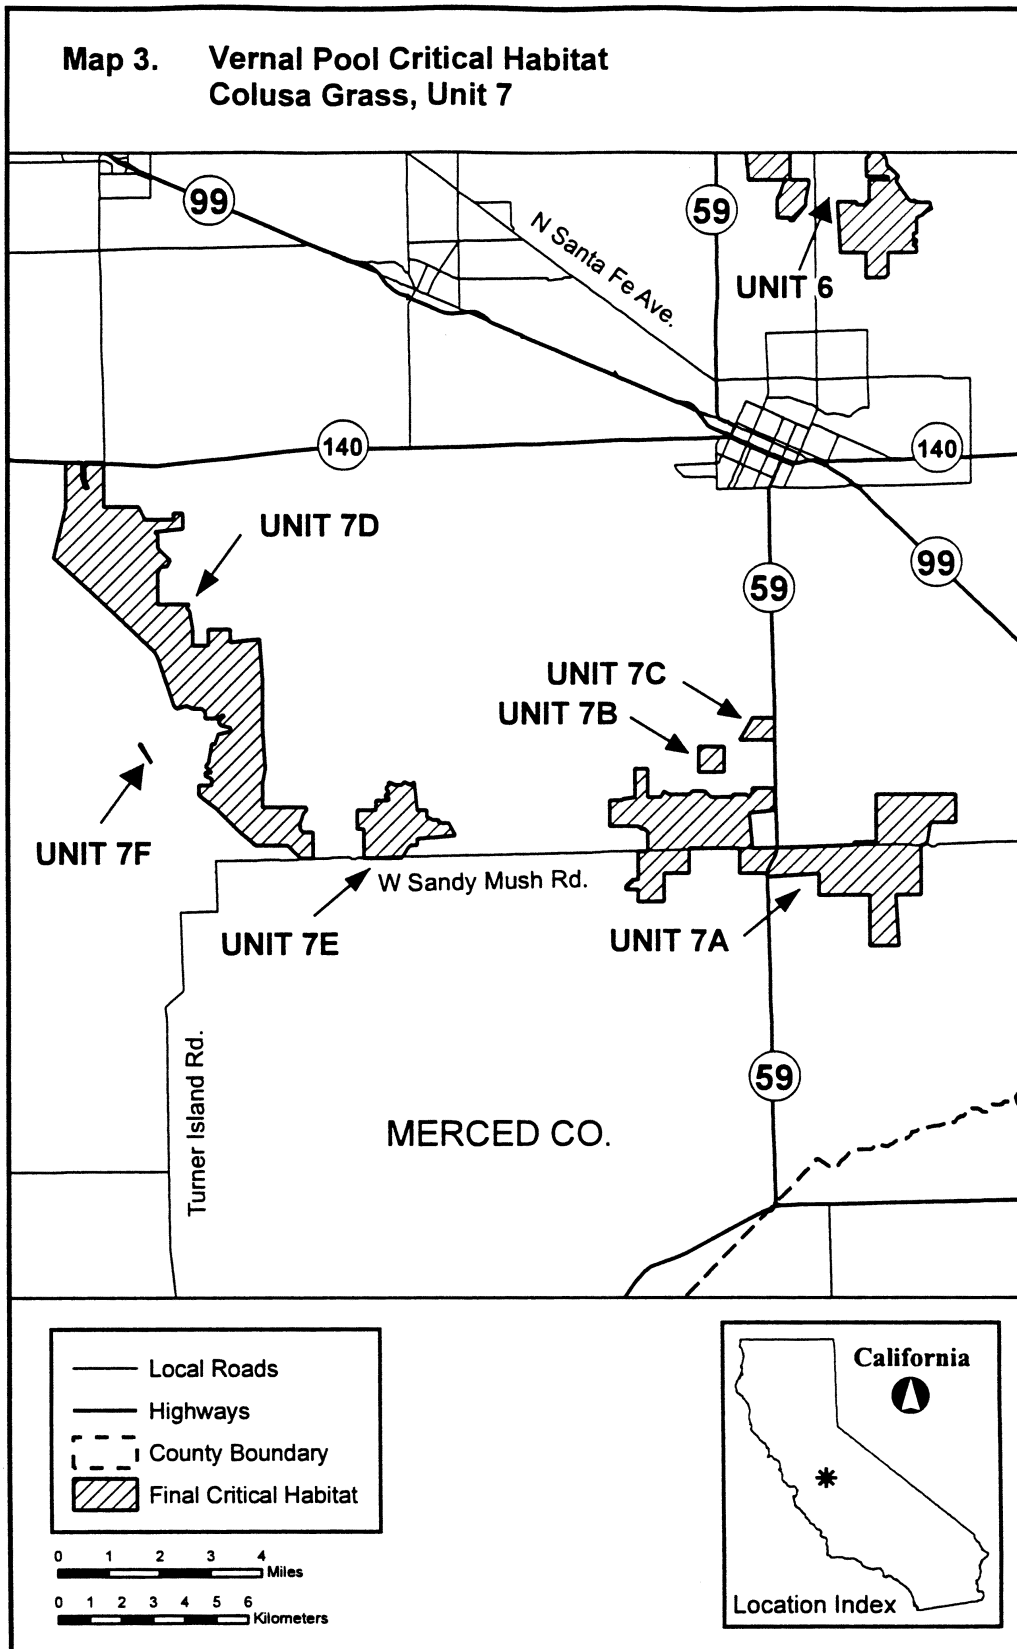 Map 3. Vernal Pool Critical Habitat
Colusa Grass, Unit 7
99
59
N Santa Fe Ave.
UNIT 6
140
140
UNIT 7D
99
59
UNIT 7C
UNIT 7B
UNIT 7F
W Sandy Mush Rd.
UNIT 7E
UNIT 7A
Turner Island Rd.
59
MERCED CO.
Local Roads
Highways
County Boundary
Final Critical Habitat
0 1 2 3 4
Miles
0 1 2 3 4 5 6
Kilometers
California
Location Index